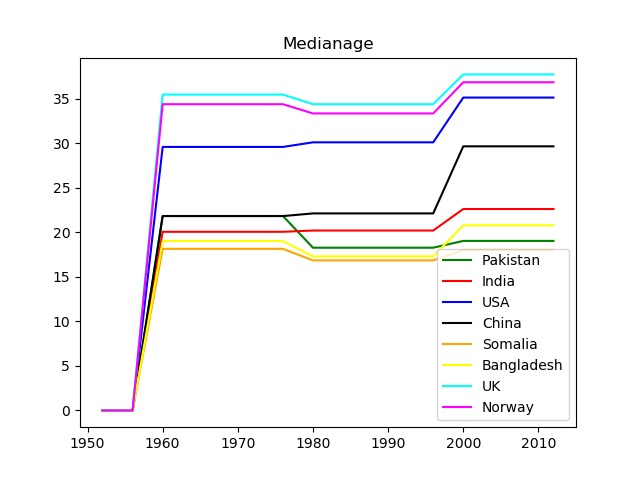 Medianage
35
30
25
20
15
10
5
0
1950 1960 1970 1980 1990 2000 2010
Pakistan
India
USA
China
Somalia
Bangladesh
UK
Norway